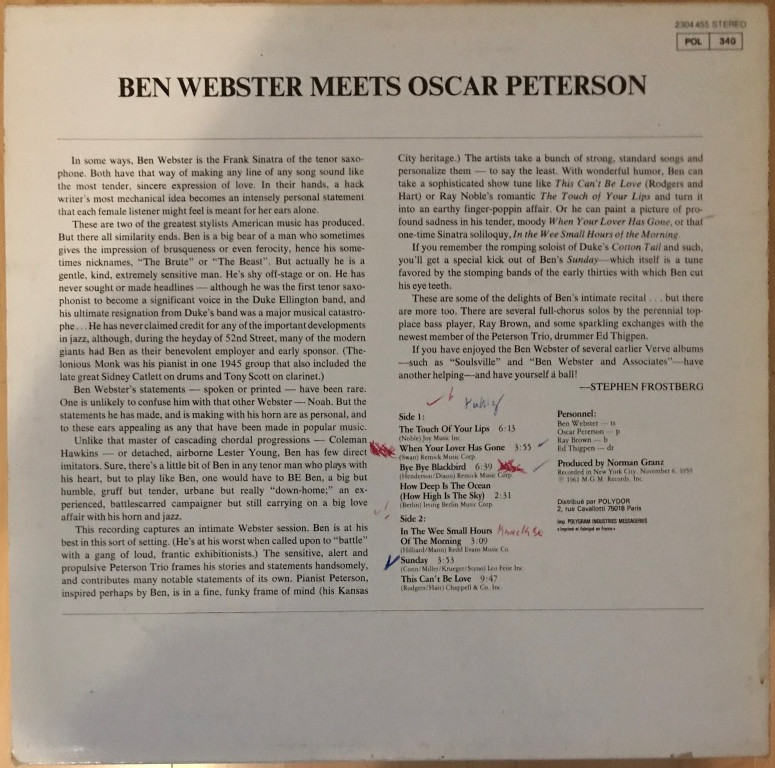 2304 455 STEREO
POL 340
BEN WEBSTER MEETS OSCAR PETERSON
In some ways, Ben Webster is the Frank Sinatra of the tenor saxo-
phone. Both have that way of making any line of any song sound like
the most tender, sincere expression of love. In their hands, a hack
writer's most mechanical idea becomes an intensely personal statement
that each female listener might feel is meant for her ears alone.
These are two of the greatest stylists American music has produced.
But there all similarity ends. Ben is a big bear of a man who sometimes
gives the impression of brusqueness or even ferocity, hence his some-
times nicknames, "The Brute" or "The Beast". But actually he is a
gentle, kind, extremely sensitive man. He's shy off-stage or on. He has
never sought or made headlines — although he was the first tenor saxo-
phonist to become a significant voice in the Duke Ellington band, and
his ultimate resignation from Duke's band was a major musical catastro-
phe... He has never claimed credit for any of the important developments
in jazz, although, during the heyday of 52nd Street, many of the modern
giants had Ben as their benevolent employer and early sponsor. (The-
lonious Monk was his pianist in one 1945 group that also included the
late great Sidney Catlett on drums and Tony Scott on clarinet.)
Ben Webster's statements — spoken or printed — have been rare.
One is unlikely to confuse him with that other Webster — Noah. But the
statements he has made, and is making with his horn are as personal, and
to these ears appealing as any that have been made in popular music.
Unlike that master of cascading chordal progressions — Coleman
Hawkins — or detached, airborne Lester Young, Ben has few direct
imitators. Sure, there's a little bit of Ben in any tenor man who plays with
his heart, but to play like Ben, one would have to BE Ben, a big but
humble, gruff but tender, urbane but really "down-home;" an ex-
perienced, battlescarred campaigner but still carrying on a big love
affair with his horn and jazz.
This recording captures an intimate Webster session. Ben is at his
best in this sort of setting. (He's at his worst when called upon to "battle"
with a gang of loud, frantic exhibitionists.) The sensitive, alert and
propulsive Peterson Trio frames his stories and statements handsomely,
and contributes many notable statements of its own. Pianist Peterson,
inspired perhaps by Ben, is in a fine, funky frame of mind (his Kansas
City heritage.) The artists take a bunch of strong, standard songs and
personalize them — to say the least. With wonderful humor, Ben can
take a sophisticated show tune like This Can't Be Love (Rodgers and
Hart) or Ray Noble's romantic The Touch of Your Lips and turn it
into an earthy finger-poppin affair. Or he can paint a picture of pro-
found sadness in his tender, moody When Your Lover Has Gone, or that
one-time Sinatra soliloquy, In the Wee Small Hours of the Morning.
If you remember the romping soloist of Duke's Cotton Tail and such,
you'll get a special kick out of Ben's Sunday—which itself is a tune
favored by the stomping bands of the early thirties with which Ben cut
his eye teeth.
These are some of the delights of Ben's intimate recital . . . but there
are more too. There are several full-chorus solos by the perennial top-
place bass player, Ray Brown, and some sparkling exchanges with the
newest member of the Peterson Trio, drummer Ed Thigpen.
If you have enjoyed the Ben Webster of several earlier Verve albums
—such as "Soulsville" and "Ben Webster and Associates"—have
another helping—and have yourself a ball!
—STEPHEN FROSTBERG
Side 1:
The Touch Of Your Lips 6:13
(Noble) Joy Music Inc.
When Your Lover Has Gone 3:55
(Swan) Remick Music Corp.
Bye Bye Blackbird 6:39
(Henderson/Dixon) Remick Music Corp.
How Deep Is The Ocean
(How High Is The Sky) 2:31
(Berlin) Irving Berlin Music Corp.
Side 2:
In The Wee Small Hours
Of The Morning 3:09
(Hilliard/Mann) Redd Evans Music Co.
Sunday 3:53
(Conn/Miller/Krueger/Styne) Leo Feist Inc.
This Can't Be Love 9:47
(Rodgers/Hart) Chappell & Co. Inc.
Personnel:
Ben Webster — ts
Oscar Peterson — p
Ray Brown — b
Ed Thigpen — dr
Produced by Norman Granz
Recorded in New York City, November 6, 1959
℗ 1961 M.G.M. Records, Inc.
Distribué par POLYDOR
2, rue Cavallotti 75018 Paris
Imp. POLYGRAM INDUSTRIES MESSAGERIES
« Imprimé et Fabriqué en France »